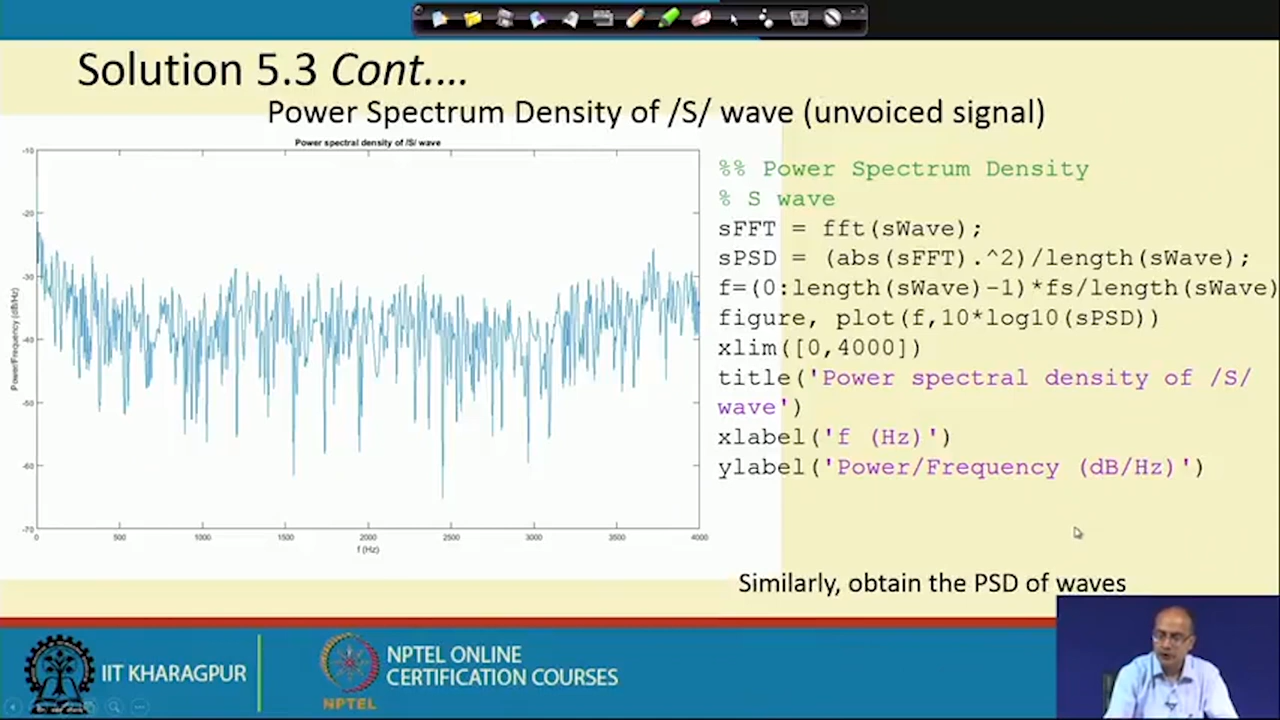 Solution 5.3 Cont....
Power Spectrum Density of /S/ wave (unvoiced signal)
Power spectral density of /S/ wave
Power/Frequency (dB/Hz)
-10
-20
-30
-40
-50
-60
-70
0 500 1000 1500 2000 2500 3000 3500 4000
f (Hz)
%% Power Spectrum Density
% S wave
sFFT = fft(sWave);
sPSD = (abs(sFFT).^2)/length(sWave);
f=(0:length(sWave)-1)*fs/length(sWave)
figure, plot(f,10*log10(sPSD))
xlim([0,4000])
title('Power spectral density of /S/
wave')
xlabel('f (Hz)')
ylabel('Power/Frequency (dB/Hz)')
Similarly, obtain the PSD of waves
IIT KHARAGPUR
NPTEL
NPTEL ONLINE
CERTIFICATION COURSES